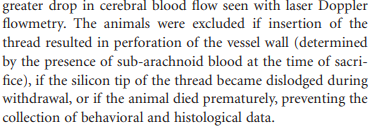 greater drop in cerebral blood flow seen with laser Doppler
flowmetry. The animals were excluded if insertion of the
thread resulted in perforation of the vessel wall (determined
by the presence of sub-arachnoid blood at the time of sacri-
fice), if the silicon tip of the thread became dislodged during
withdrawal, or if the animal died prematurely, preventing the
collection of behavioral and histological data.